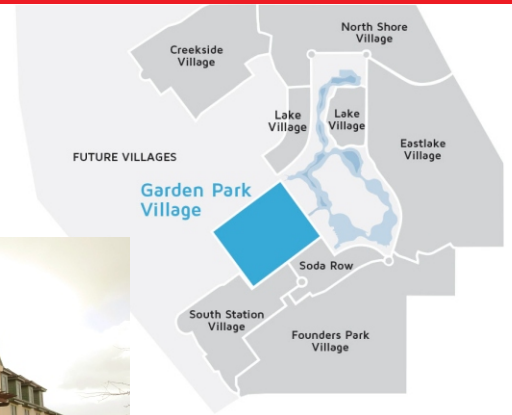 North Shore
Village
Creekside
Village
Lake
Village
Lake
Village
Eastlake
Village
FUTURE VILLAGES
Garden Park
Village
Soda Row
South Station
Village
Founders Park
Village